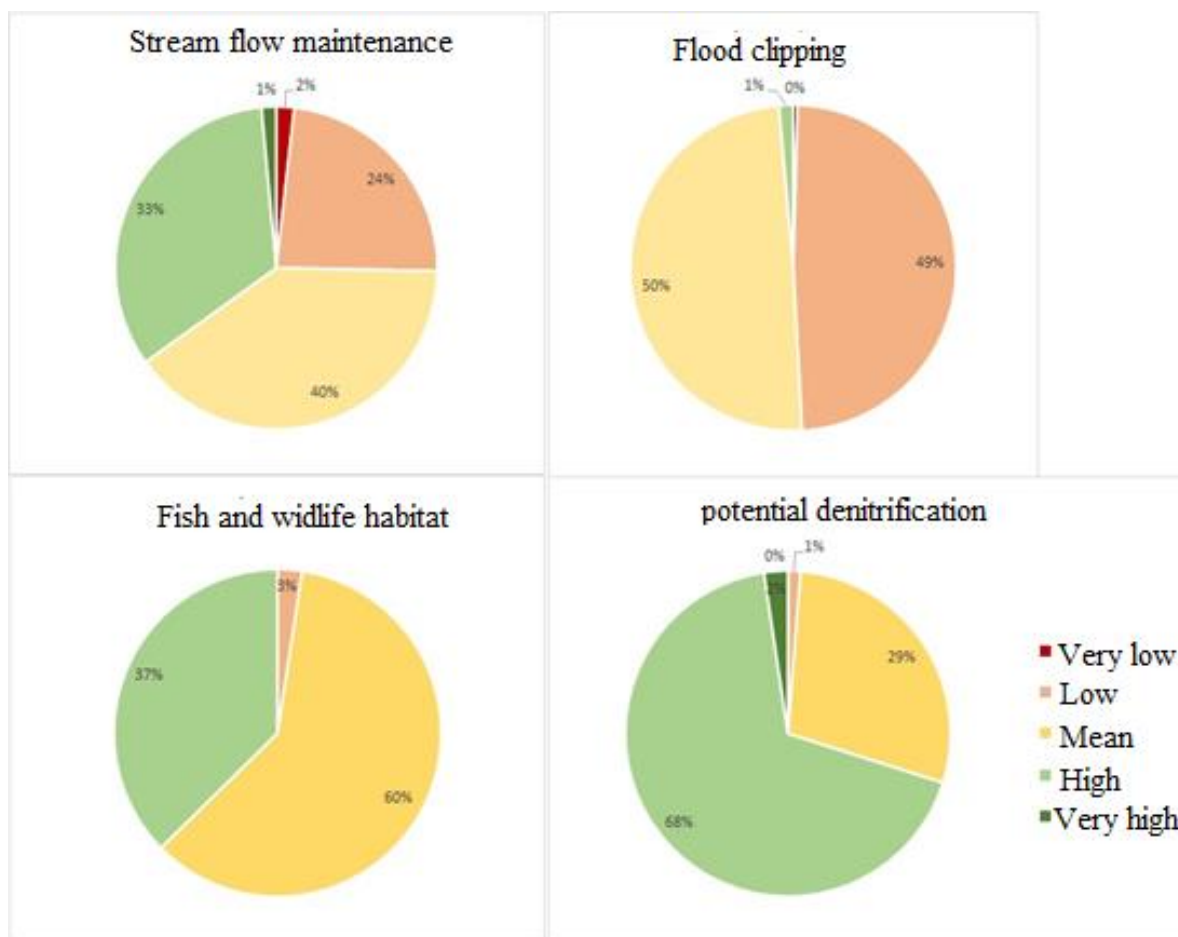 Stream flow maintenance
1%
2%
24%
33%
40%
Flood clipping
1%
0%
49%
50%
Fish and widlife habitat
3%
37%
60%
potential denitrification
0%
1%
2%
29%
68%
Very low
Low
Mean
High
Very high